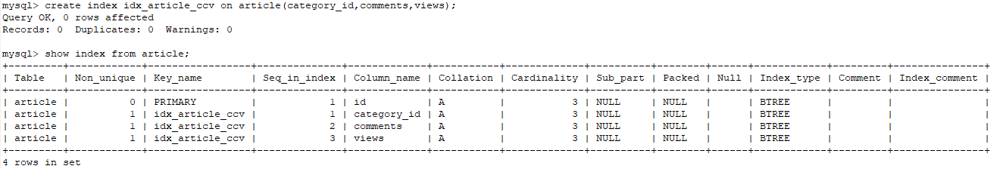 mysql> create index idx_article_ccv on article(category_id,comments,views);
Query OK, 0 rows affected
Records: 0  Duplicates: 0  Warnings: 0
mysql> show index from article;
+---------+------------+-----------------+--------------+-------------+-----------+-------------+----------+--------+------+------------+---------+---------------+
| Table   | Non_unique | Key_name        | Seq_in_index | Column_name | Collation | Cardinality | Sub_part | Packed | Null | Index_type | Comment | Index_comment |
+---------+------------+-----------------+--------------+-------------+-----------+-------------+----------+--------+------+------------+---------+---------------+
| article |          0 | PRIMARY         |            1 | id          | A         |           3 | NULL     | NULL   |      | BTREE      |         |               |
| article |          1 | idx_article_ccv |            1 | category_id | A         |           3 | NULL     | NULL   |      | BTREE      |         |               |
| article |          1 | idx_article_ccv |            2 | comments    | A         |           3 | NULL     | NULL   |      | BTREE      |         |               |
| article |          1 | idx_article_ccv |            3 | views       | A         |           3 | NULL     | NULL   |      | BTREE      |         |               |
+---------+------------+-----------------+--------------+-------------+-----------+-------------+----------+--------+------+------------+---------+---------------+
4 rows in set